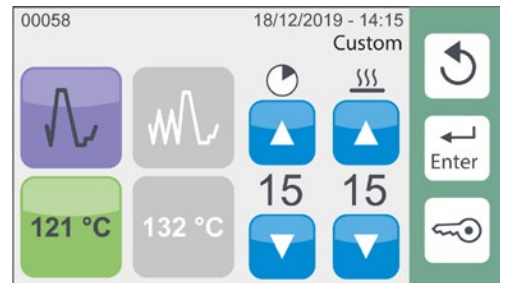 00058
18/12/2019 - 14:15
Custom
15
15
121 °C
132 °C
Enter